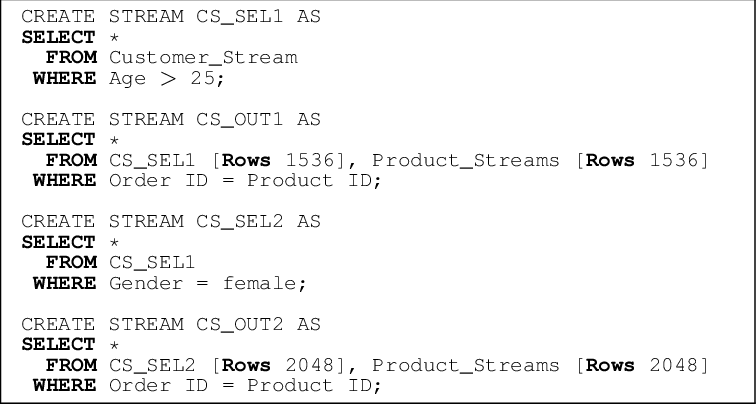 CREATE STREAM CS_SEL1 AS
SELECT *
FROM Customer_Stream
WHERE Age > 25;
CREATE STREAM CS_OUT1 AS
SELECT *
FROM CS_SEL1 [Rows 1536], Product_Streams [Rows 1536]
WHERE Order ID = Product ID;
CREATE STREAM CS_SEL2 AS
SELECT *
FROM CS_SEL1
WHERE Gender = female;
CREATE STREAM CS_OUT2 AS
SELECT *
FROM CS_SEL2 [Rows 2048], Product_Streams [Rows 2048]
WHERE Order ID = Product ID;